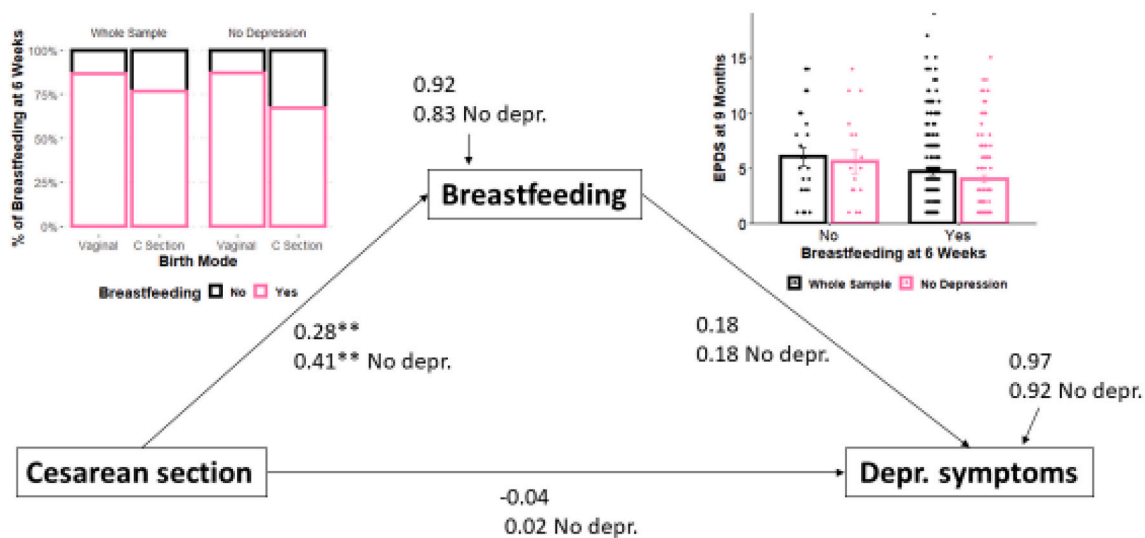 Whole Sample
No Depression
100%
75%
50%
25%
0%
% of Breastfeeding at 6 Weeks
Vaginal
C Section
Vaginal
C Section
Birth Mode
Breastfeeding No Yes
0.92
0.83 No depr.
Breastfeeding
15
10
5
0
EPDS at 9 Months
No
Yes
Breastfeeding at 6 Weeks
Whole Sample No Depression
0.28**
0.41** No depr.
0.18
0.18 No depr.
0.97
0.92 No depr.
Cesarean section
Depr. symptoms
-0.04
0.02 No depr.